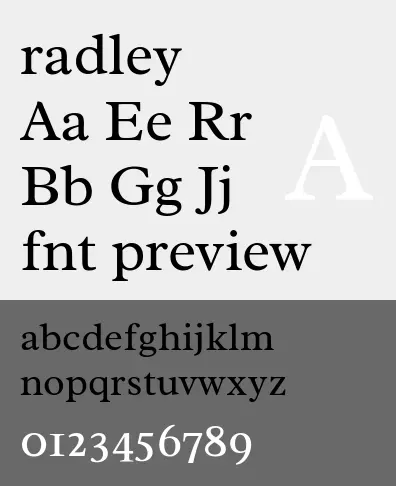 radley
Aa Ee Rr
A
Bb Gg Jj
fnt preview
abcdefghijklm
nopqrstuvwxyz
0123456789